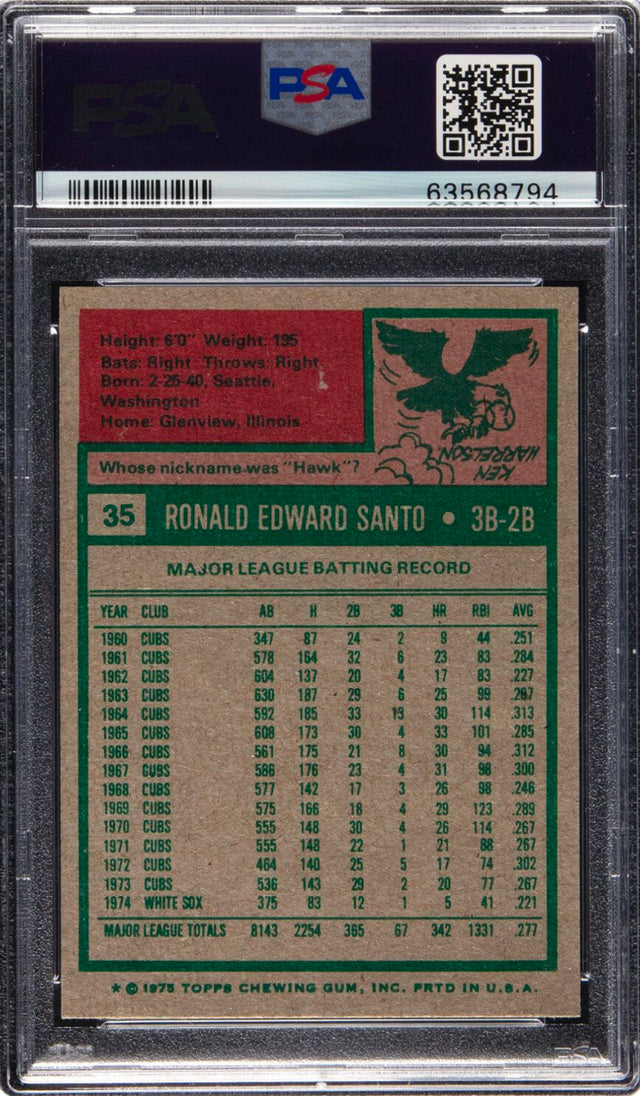 PSA
PSA
63568794
Height: 6'0" Weight: 195
Bats: Right Throws: Right
Born: 2-25-40, Seattle,
Washington
Home: Glenview, Illinois
Whose nickname was "Hawk"?
KEN
HARRELSON
35 RONALD EDWARD SANTO • 3B-2B
MAJOR LEAGUE BATTING RECORD
YEAR CLUB AB H 2B 3B HR RBI AVG
1960 CUBS 347 87 24 2 9 44 .251
1961 CUBS 578 164 32 6 23 83 .284
1962 CUBS 604 137 20 4 17 83 .227
1963 CUBS 630 187 29 6 25 99 .297
1964 CUBS 592 185 33 13 30 114 .313
1965 CUBS 608 173 30 4 33 101 .285
1966 CUBS 561 175 21 8 30 94 .312
1967 CUBS 586 176 23 4 31 98 .300
1968 CUBS 577 142 17 3 26 98 .246
1969 CUBS 575 166 18 4 29 123 .289
1970 CUBS 555 148 30 4 26 114 .267
1971 CUBS 555 148 22 1 21 88 .267
1972 CUBS 464 140 25 5 17 74 .302
1973 CUBS 536 143 29 2 20 77 .267
1974 WHITE SOX 375 83 12 1 5 41 .221
MAJOR LEAGUE TOTALS 8143 2254 365 67 342 1331 .277
* © 1975 TOPPS CHEWING GUM, INC. PRTD IN U.S.A.
PSA